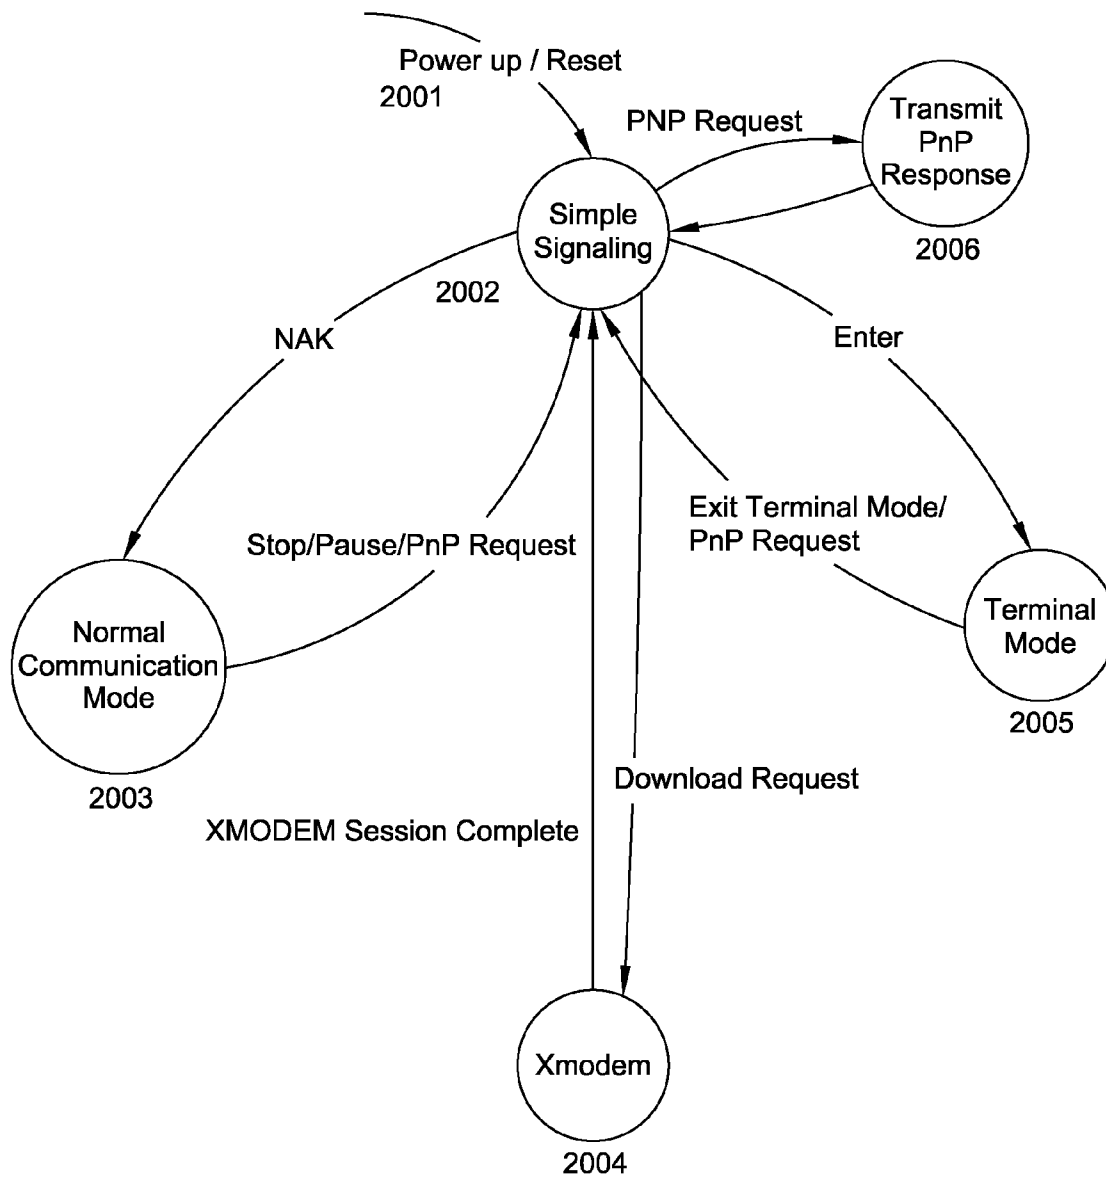 Power up / Reset
2001
PNP Request
Transmit
PnP
Response
2006
Simple
Signaling
2002
NAK
Enter
Stop/Pause/PnP Request
Exit Terminal Mode/
PnP Request
Normal
Communication
Mode
2003
Terminal
Mode
2005
Download Request
XMODEM Session Complete
Xmodem
2004